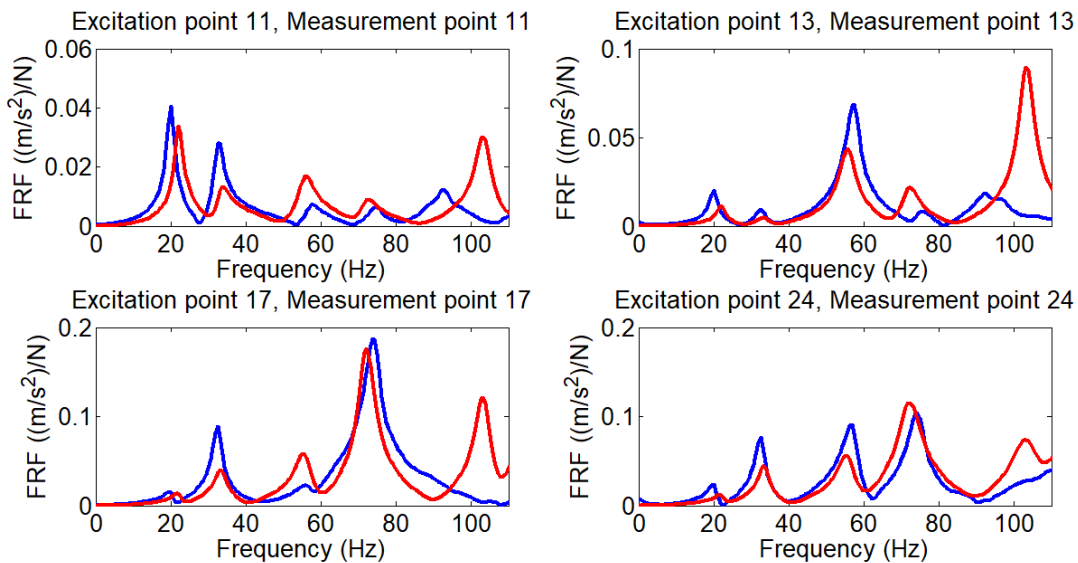 Excitation point 11, Measurement point 11
0.06
0.04
0.02
0
FRF ((m/s²)/N)
0 20 40 60 80 100
Frequency (Hz)
Excitation point 13, Measurement point 13
0.1
0.05
0
FRF ((m/s²)/N)
0 20 40 60 80 100
Frequency (Hz)
Excitation point 17, Measurement point 17
0.2
0.1
0
FRF ((m/s²)/N)
0 20 40 60 80 100
Frequency (Hz)
Excitation point 24, Measurement point 24
0.2
0.1
0
FRF ((m/s²)/N)
0 20 40 60 80 100
Frequency (Hz)